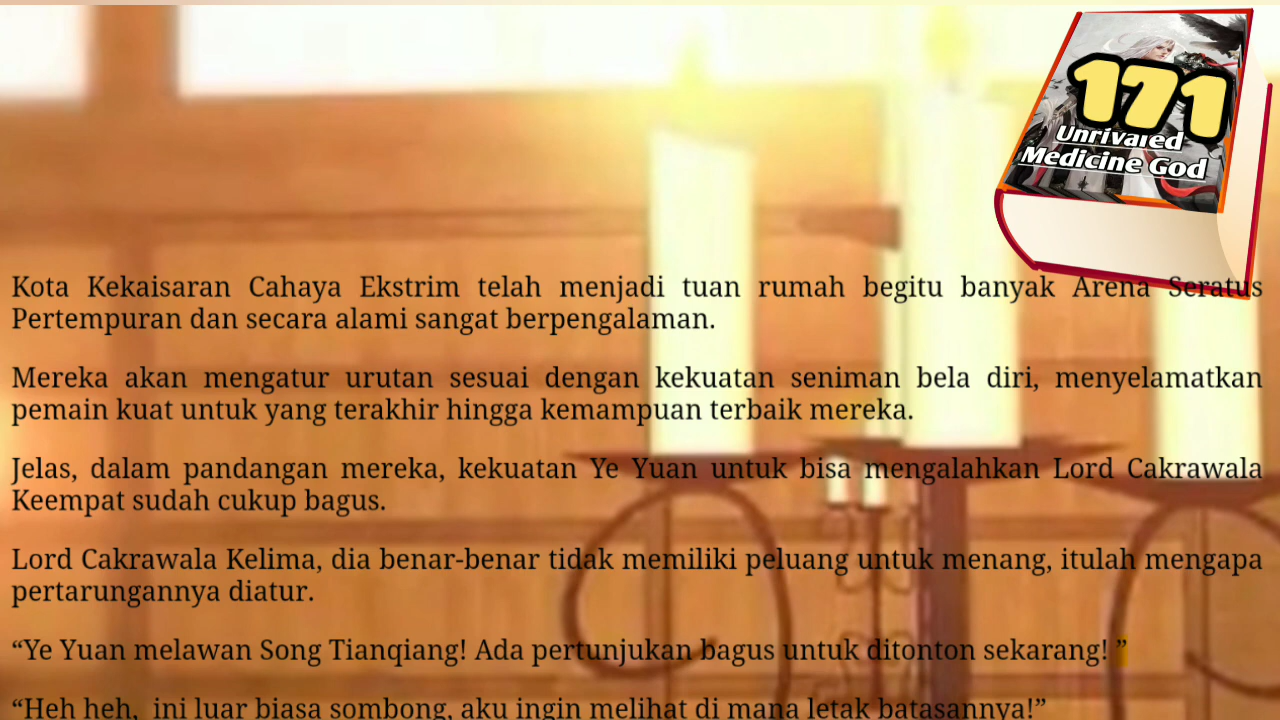 171
Unrivaled
Medicine God
Kota Kekaisaran Cahaya Ekstrim telah menjadi tuan rumah begitu banyak Arena Seratus
Pertempuran dan secara alami sangat berpengalaman.
Mereka akan mengatur urutan sesuai dengan kekuatan seniman bela diri, menyelamatkan
pemain kuat untuk yang terakhir hingga kemampuan terbaik mereka.
Jelas, dalam pandangan mereka, kekuatan Ye Yuan untuk bisa mengalahkan Lord Cakrawala
Keempat sudah cukup bagus.
Lord Cakrawala Kelima, dia benar-benar tidak memiliki peluang untuk menang, itulah mengapa
pertarungannya diatur.
“Ye Yuan melawan Song Tianqiang! Ada pertunjukan bagus untuk ditonton sekarang! ”
“Heh heh,  ini luar biasa sombong, aku ingin melihat di mana letak batasannya!”